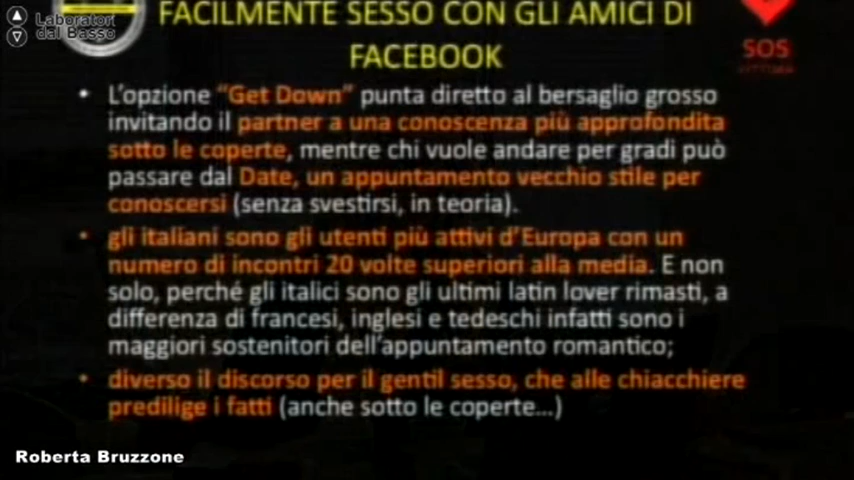 Laboratori
dal Basso
FACILMENTE SESSO CON GLI AMICI DI
FACEBOOK
SOS
• L'opzione "Get Down" punta diretto al bersaglio grosso
invitando il partner a una conoscenza più approfondita
sotto le coperte, mentre chi vuole andare per gradi può
passare dal Date, un appuntamento vecchio stile per
conoscersi (senza svestirsi, in teoria).
• gli italiani sono gli utenti più attivi d'Europa con un
numero di incontri 20 volte superiori alla media. E non
solo, perché gli italici sono gli ultimi latin lover rimasti, a
differenza di francesi, inglesi e tedeschi infatti sono i
maggiori sostenitori dell'appuntamento romantico;
• diverso il discorso per il gentil sesso, che alle chiacchiere
predilige i fatti (anche sotto le coperte...)
Roberta Bruzzone